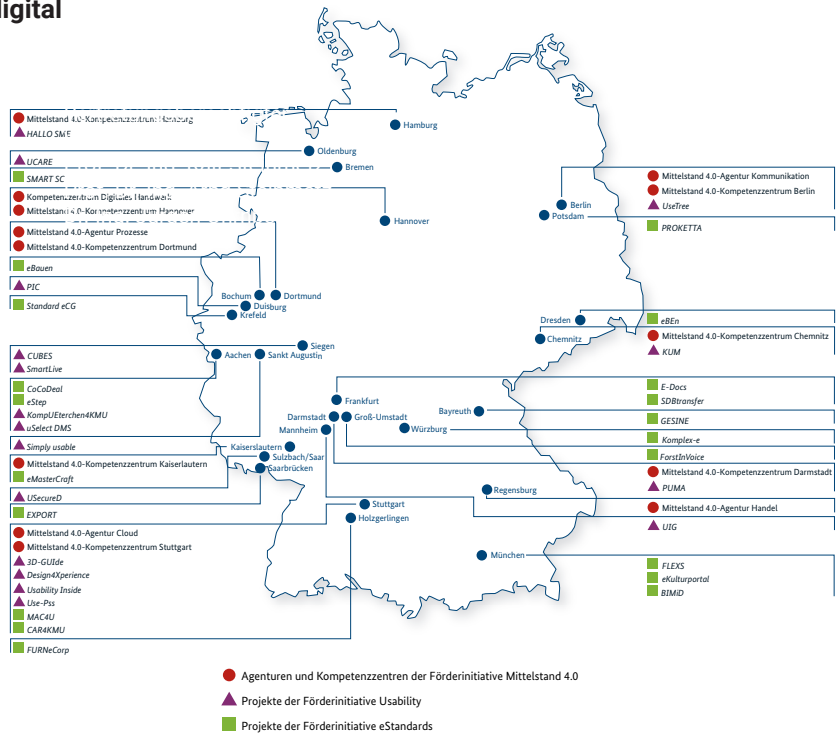 digital
Mittelstand 4.0-Kompetenzzentrum Hamburg
HALLO SME
UCARE
SMART SC
Kompetenzzentrum Digitales Handwerk
Mittelstand 4.0-Kompetenzzentrum Hannover
Mittelstand 4.0-Agentur Prozesse
Mittelstand 4.0-Kompetenzzentrum Dortmund
eBauen
PIC
Standard eCG
CUBES
SmartLive
CoCoDeal
eStep
KompUEterchen4KMU
uSelect DMS
Simply usable
Mittelstand 4.0-Kompetenzzentrum Kaiserlautern
eMasterCraft
USecureD
EXPORT
Mittelstand 4.0-Agentur Cloud
Mittelstand 4.0-Kompetenzzentrum Stuttgart
3D-GUIde
Design4Xperience
Usability Inside
Use-Pss
MAC4U
CAR4KMU
FURNeCorp
Hamburg
Oldenburg
Bremen
Hannover
Berlin
Potsdam
Bochum
Dortmund
Duisburg
Krefeld
Dresden
Chemnitz
Siegen
Aachen
Sankt Augustin
Frankfurt
Darmstadt
Groß-Umstadt
Bayreuth
Mannheim
Würzburg
Kaiserlautern
Sulzbach/Saar
Saarbrücken
Regensburg
Stuttgart
Holzgerlingen
München
Mittelstand 4.0-Agentur Kommunikation
Mittelstand 4.0-Kompetenzzentrum Berlin
UseTree
PROKETTA
eBEn
Mittelstand 4.0-Kompetenzzentrum Chemnitz
KUM
E-Docs
SDBtransfer
GESINE
Komplex-e
ForstInVoice
Mittelstand 4.0-Kompetenzzentrum Darmstadt
PUMA
Mittelstand 4.0-Agentur Handel
UIG
FLEXS
eKulturportal
BIMiD
Agenturen und Kompetenzzentren der Förderinitiative Mittelstand 4.0
Projekte der Förderinitiative Usability
Projekte der Förderinitiative eStandards